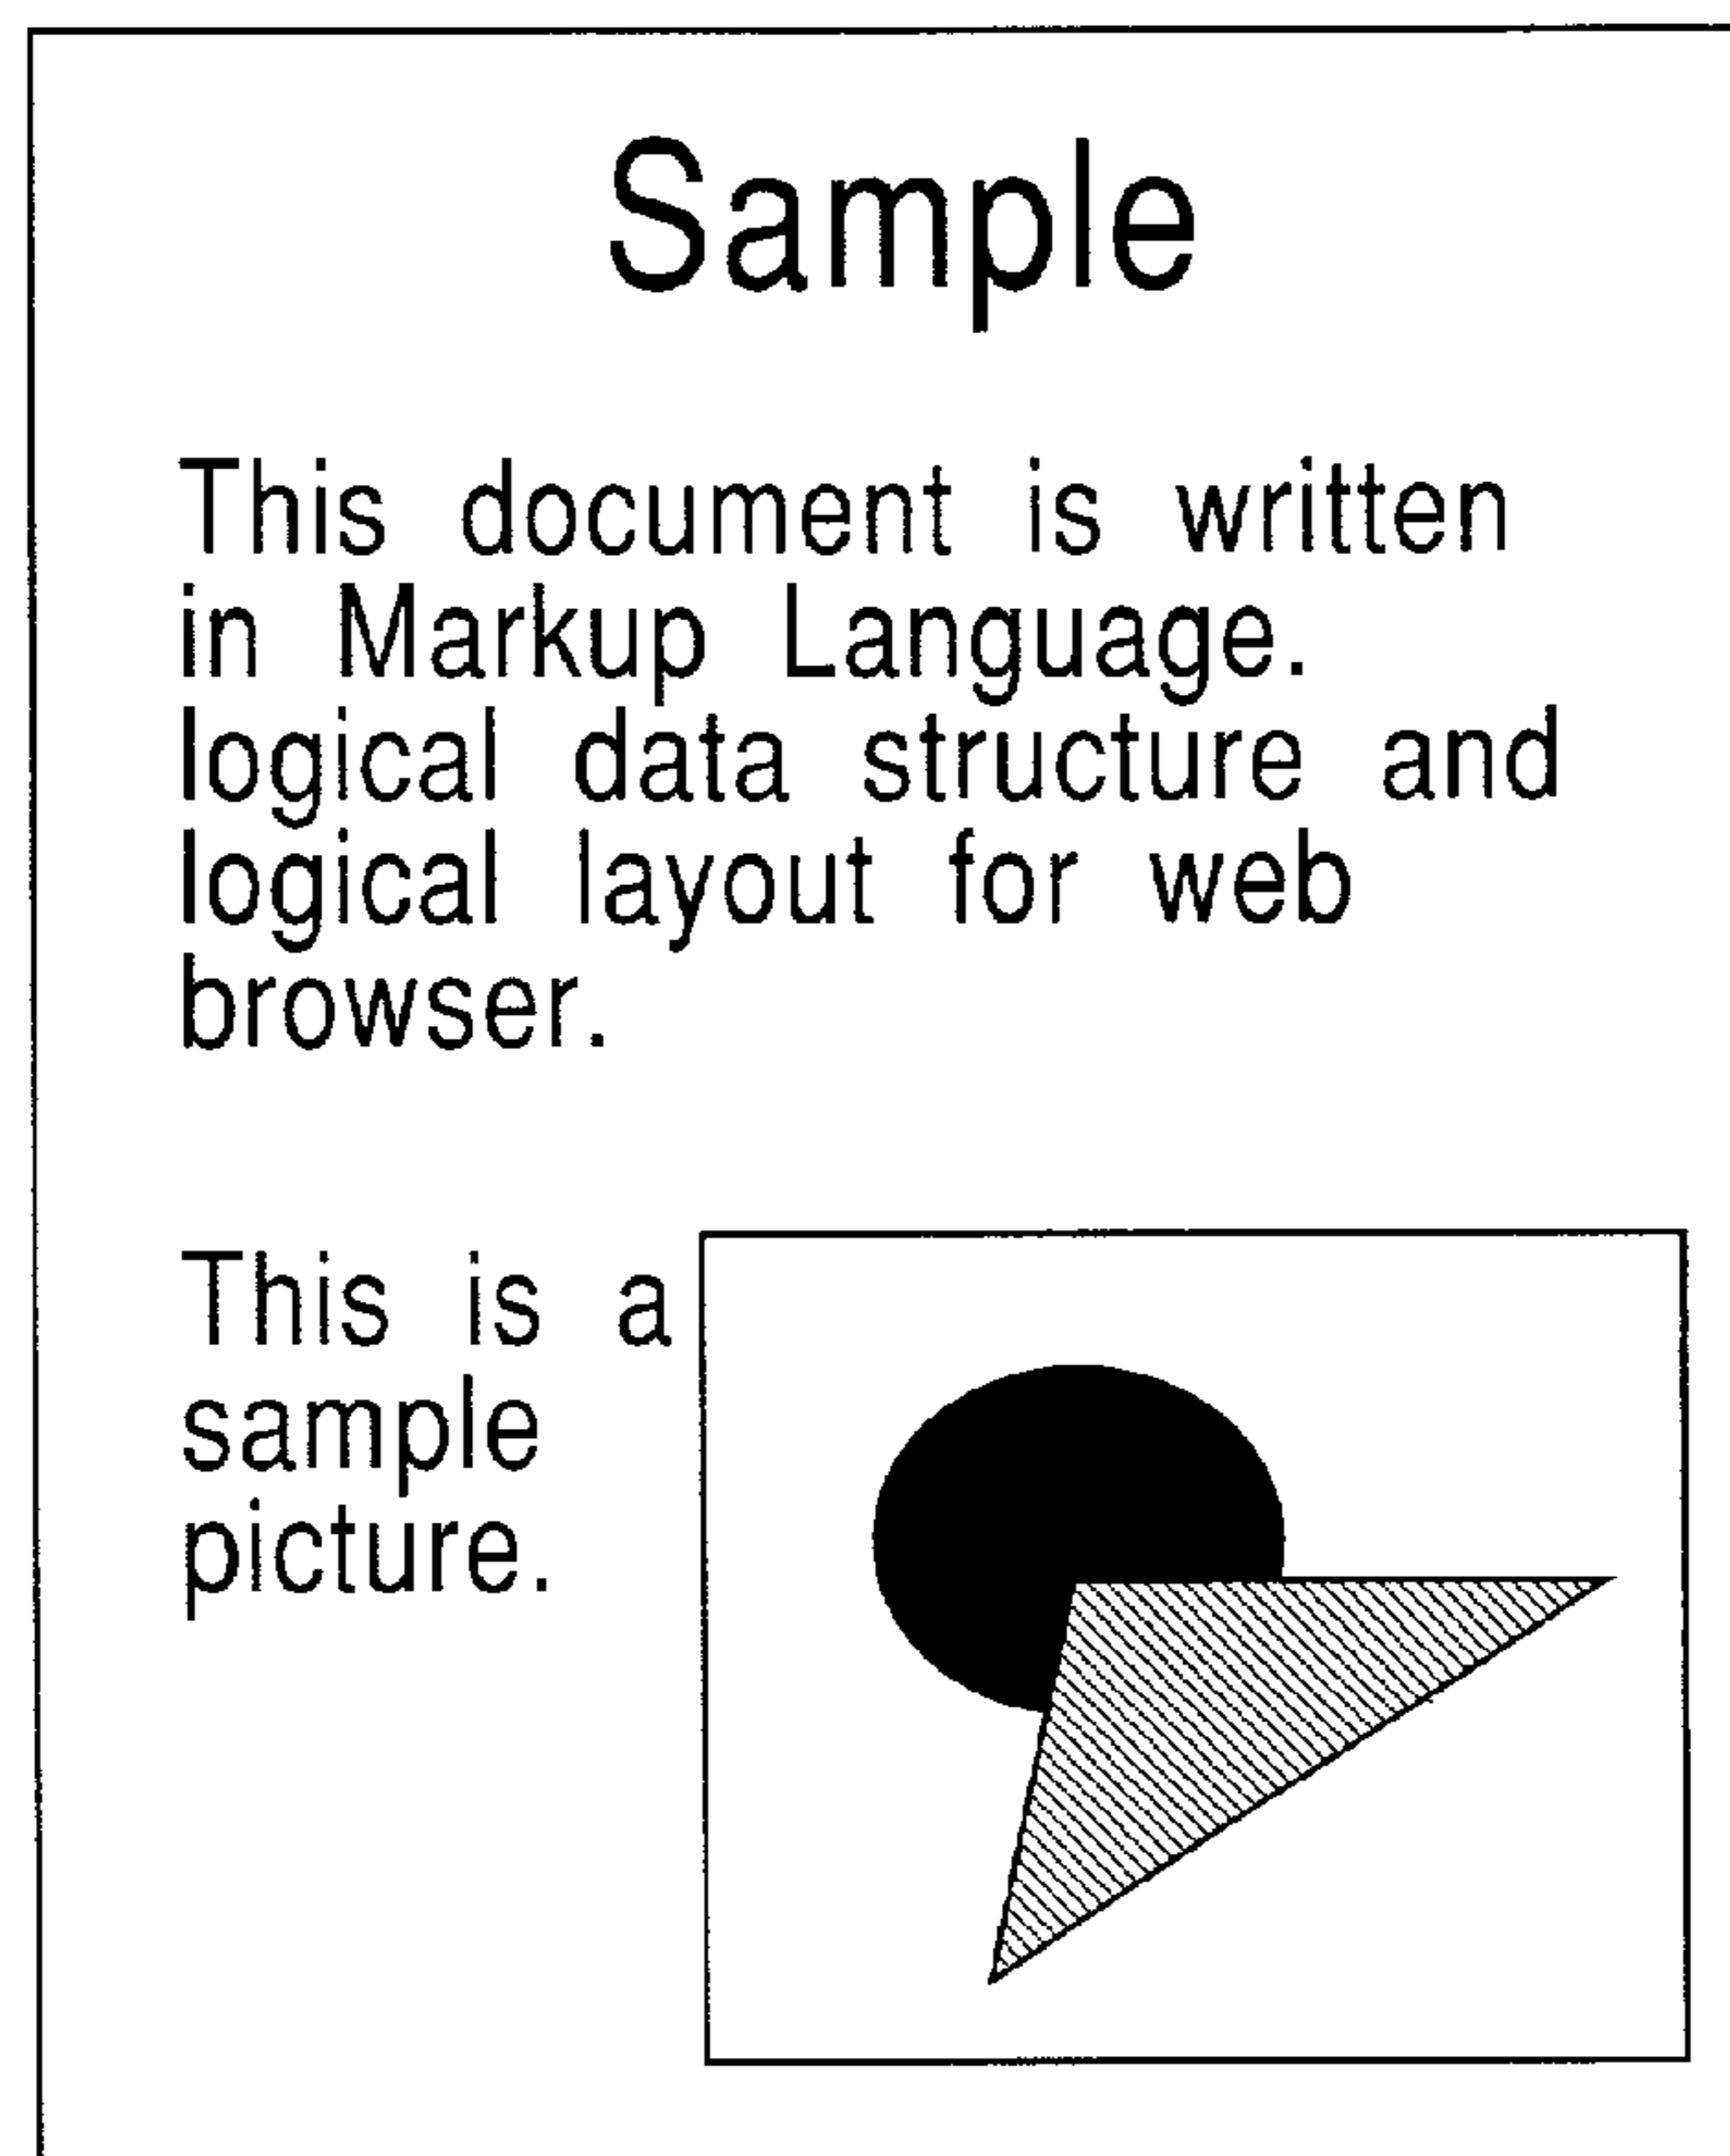 Sample
This document is written
in Markup Language.
logical data structure and
logical layout for web
browser.
This is a
sample
picture.